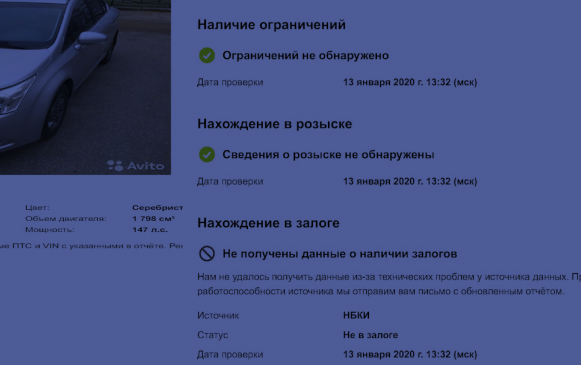 Avito
Цвет: Серебрист
Объем двигателя: 1 798 см³
Мощность: 147 л.с.
ые ПТС и VIN с указанными в отчёте. Рек
Наличие ограничений
Ограничений не обнаружено
Дата проверки 13 января 2020 г. 13:32 (мск)
Нахождение в розыске
Сведения о розыске не обнаружены
Дата проверки 13 января 2020 г. 13:32 (мск)
Нахождение в залоге
Не получены данные о наличии залогов
Нам не удалось получить данные из-за технических проблем у источника данных. П
работоспособности источника мы отправим вам письмо с обновленным отчётом.
Источник НБКИ
Статус Не в залоге
Дата проверки 13 января 2020 г. 13:32 (мск)